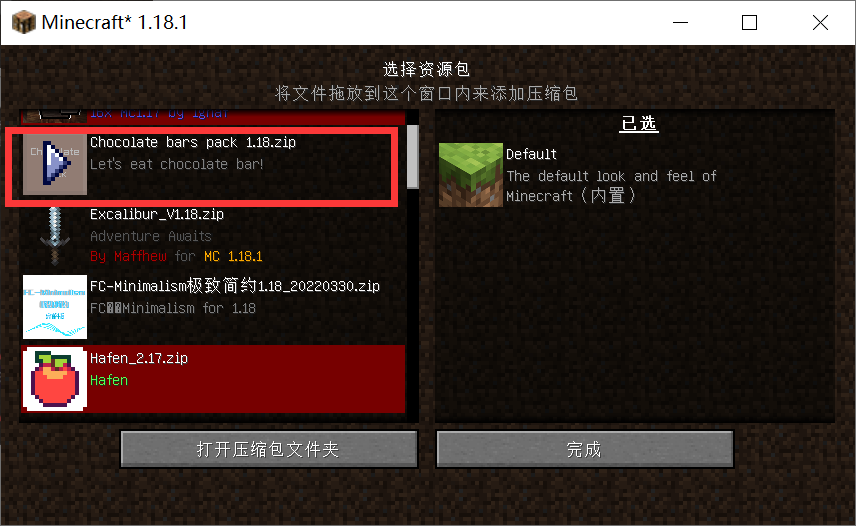 Minecraft* 1.18.1
选择资源包
将文件拖放到这个窗口内来添加压缩包
16x MC1.17 by Ignaf
Chocolate bars pack 1.18.zip
Let's eat chocolate bar!
Excalibur_V1.18.zip
Adventure Awaits
By Maffhew for MC 1.18.1
FC-Minimalism极致简约1.18_20220330.zip
FC��Minimalism for 1.18
Hafen_2.17.zip
Hafen
已选
Default
The default look and feel of
Minecraft（内置）
打开压缩包文件夹
完成